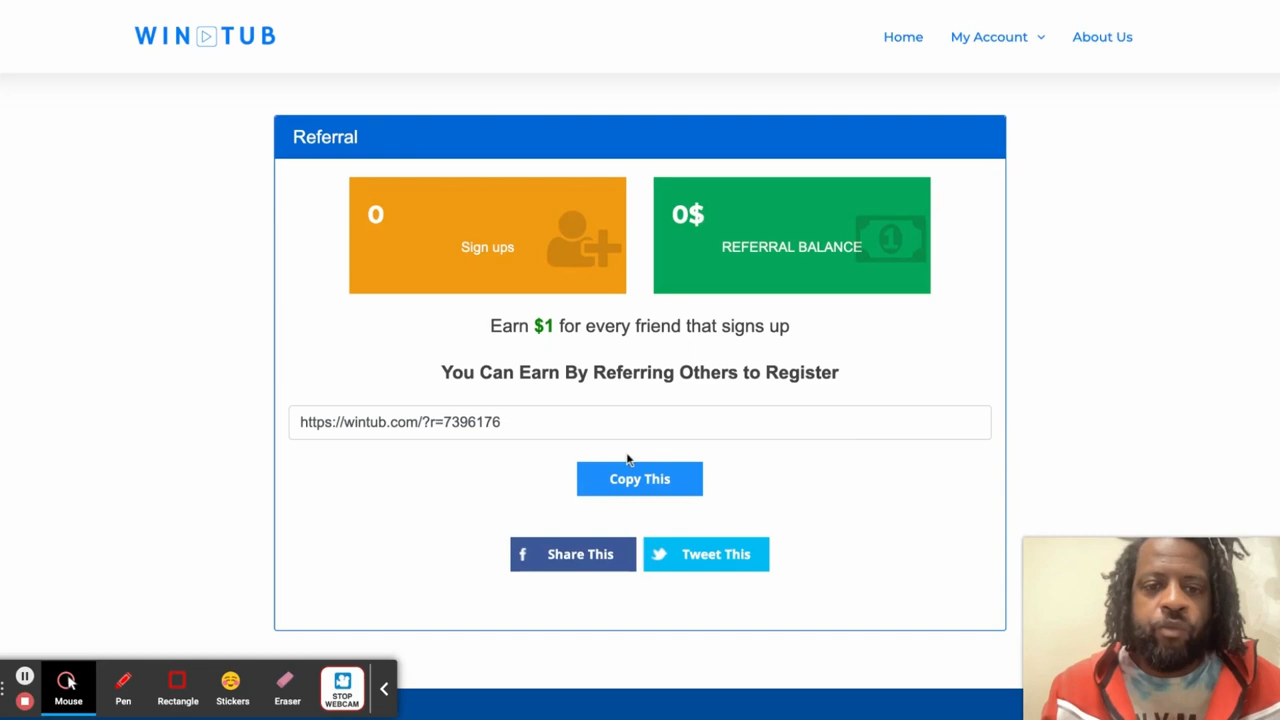 WIN TUB
Home My Account About Us
Referral
0
Sign ups
0$
REFERRAL BALANCE
Earn $1 for every friend that signs up
You Can Earn By Referring Others to Register
https://wintub.com/?r=7396176
Copy This
f Share This
Tweet This
Mouse Pen Rectangle Stickers Eraser STOP WEBCAM